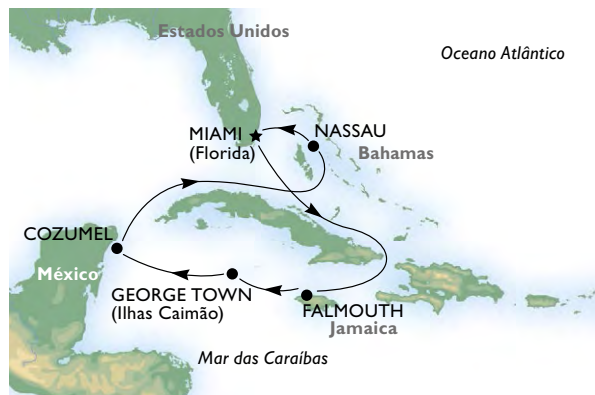 Estados Unidos
Oceano Atlântico
MIAMI
(Florida)
NASSAU
Bahamas
COZUMEL
México
GEORGE TOWN
(Ilhas Caimão)
FALMOUTH
Jamaica
Mar das Caraíbas